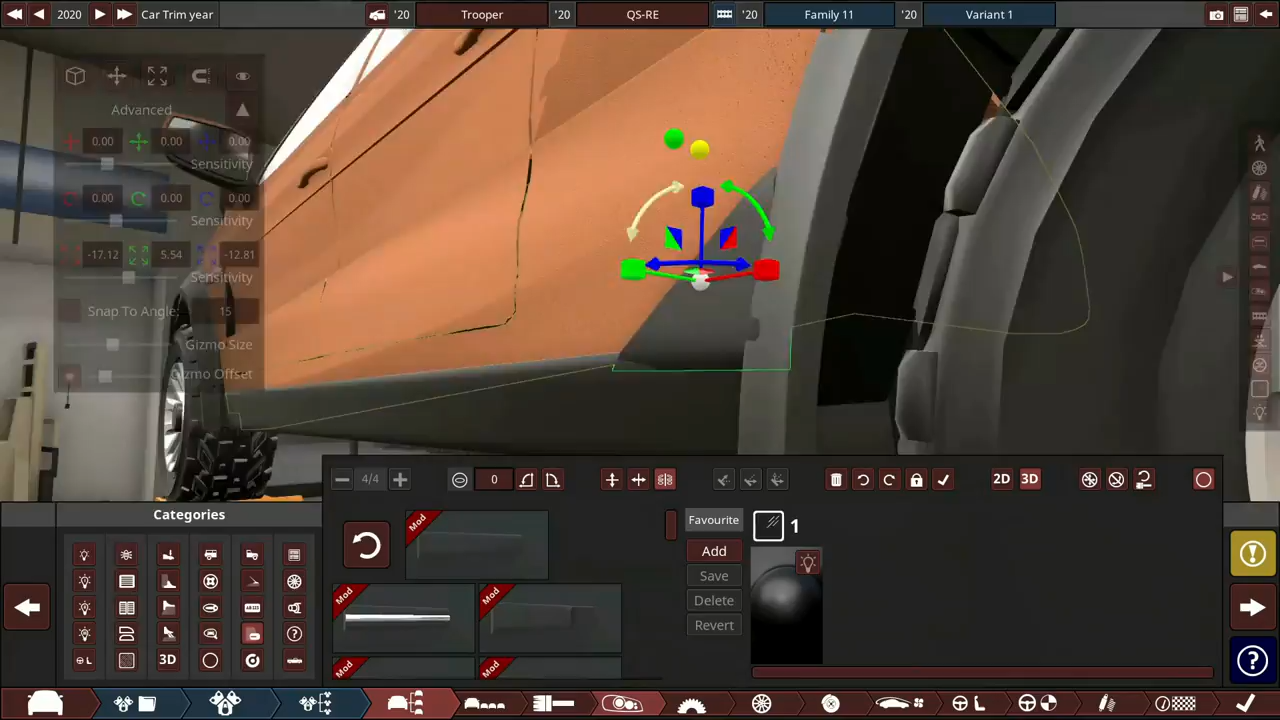 2020 Car Trim year '20 Trooper '20 QS-RE '20 Family 11 '20 Variant 1
Advanced
0.00 0.00 0.00
Sensitivity
0.00 0.00 0.00
Sensitivity
-17.12 5.54 -12.81
Sensitivity
Snap To Angle: 15
Gizmo Size
Gizmo Offset
4/4 0 2D 3D
Categories
Mod
Mod
Mod
Mod
Mod
Favourite
Add
Save
Delete
Revert
1
AB 123
L
3D
?
?